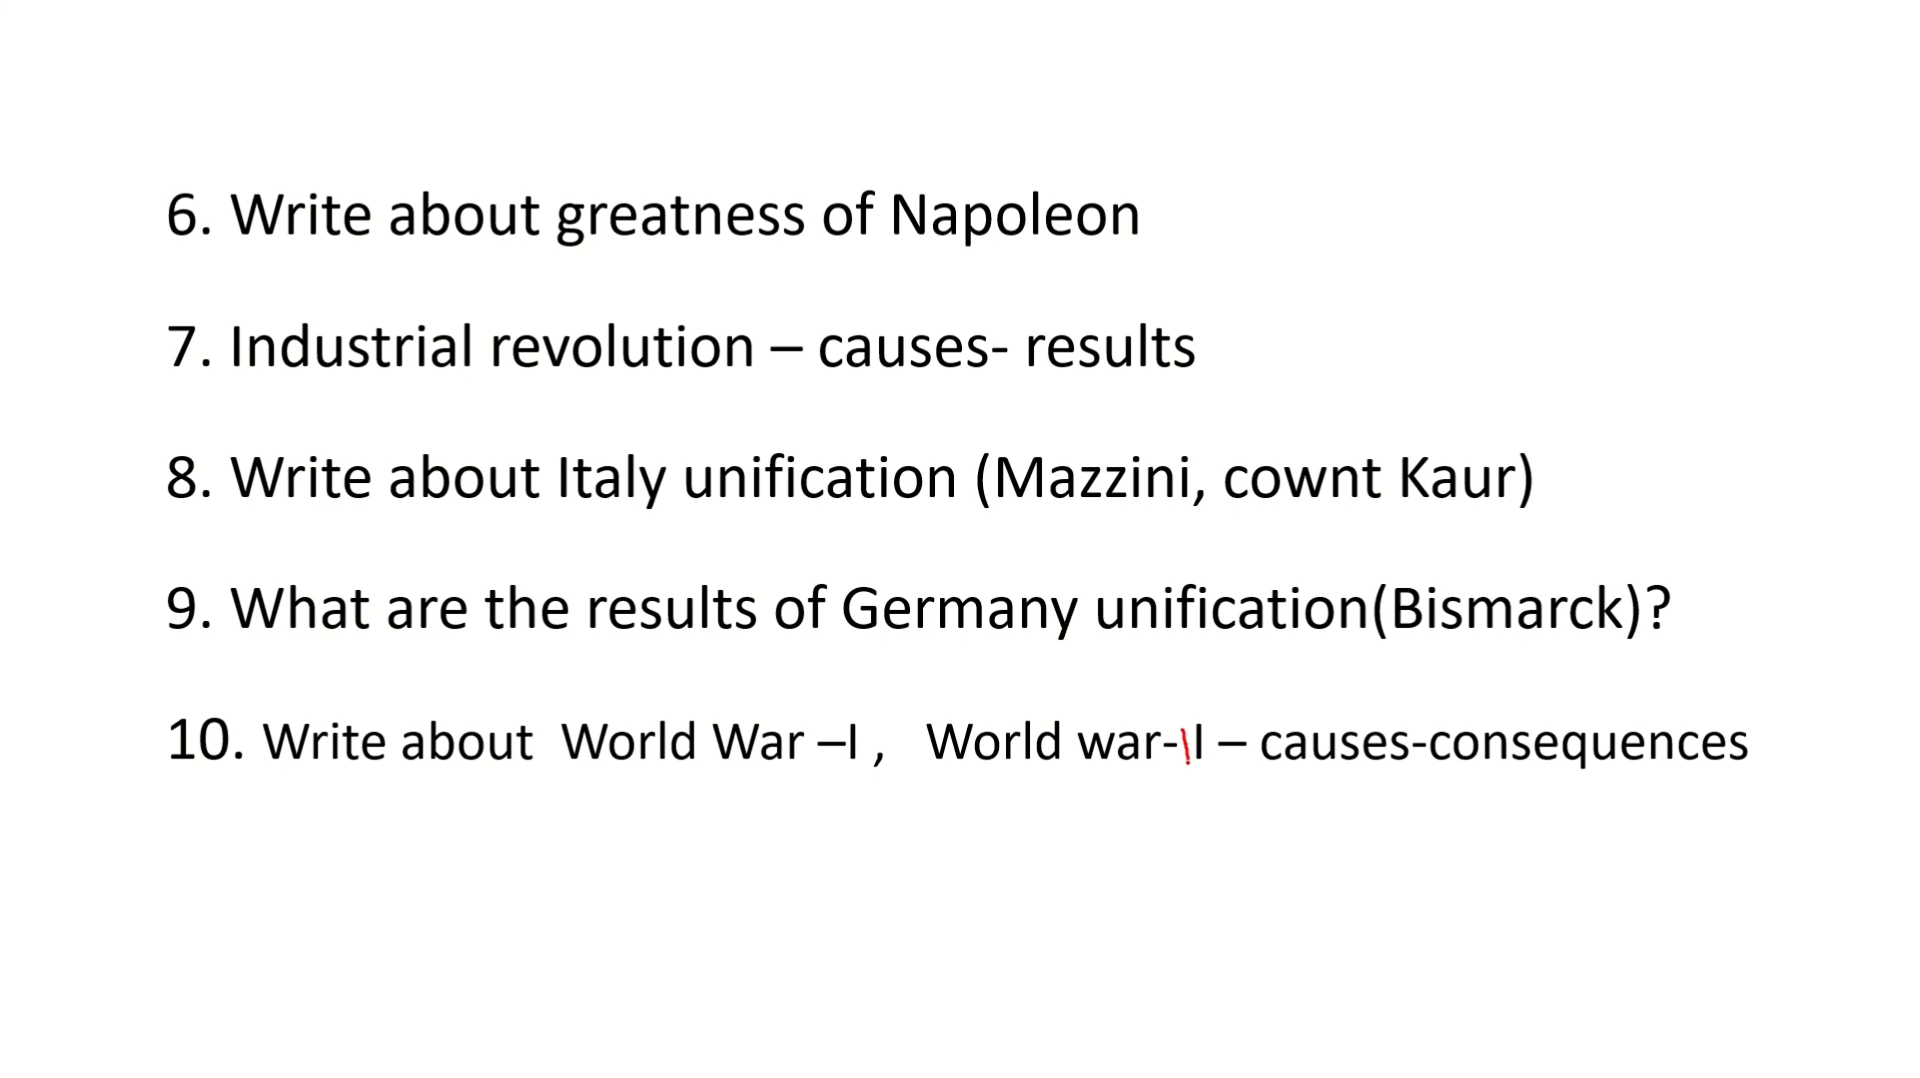 6. Write about greatness of Napoleon
7. Industrial revolution – causes- results
8. Write about Italy unification (Mazzini, cownt Kaur)
9. What are the results of Germany unification(Bismarck)?
10. Write about World War –I , World war-II – causes-consequences